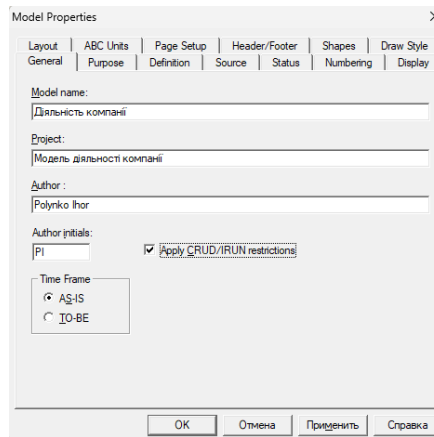 Model Properties
Layout ABC Units Page Setup Header/Footer Shapes Draw Style
General Purpose Definition Source Status Numbering Display
Model name:
Діяльність компанії
Project:
Модель діяльності компанії
Author :
Polynko Ihor
Author initials:
PI Apply CRUD/IRUN restrictions
Time Frame
AS-IS
TO-BE
OK Отмена Применить Справка